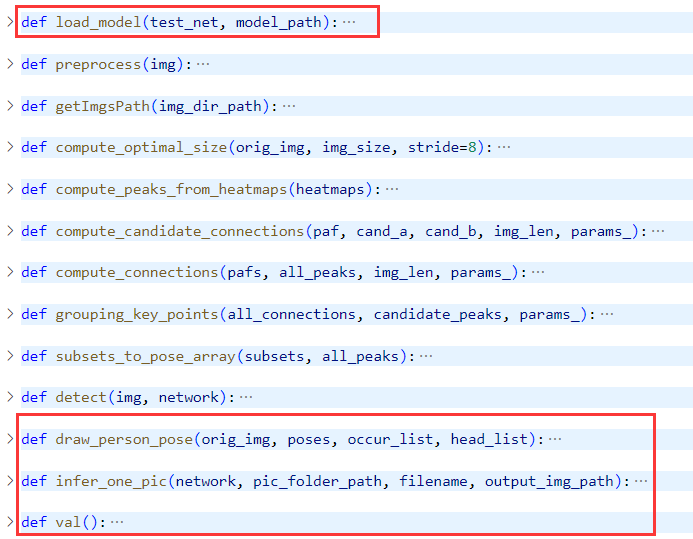 def load_model(test_net, model_path): ···
def preprocess(img): ···
def getImgsPath(img_dir_path): ···
def compute_optimal_size(orig_img, img_size, stride=8): ···
def compute_peaks_from_heatmaps(heatmaps): ···
def compute_candidate_connections(paf, cand_a, cand_b, img_len, params_): ···
def compute_connections(pafs, all_peaks, img_len, params_): ···
def grouping_key_points(all_connections, candidate_peaks, params_): ···
def subsets_to_pose_array(subsets, all_peaks): ···
def detect(img, network): ···
def draw_person_pose(orig_img, poses, occur_list, head_list): ···
def infer_one_pic(network, pic_folder_path, filename, output_img_path): ···
def val(): ···